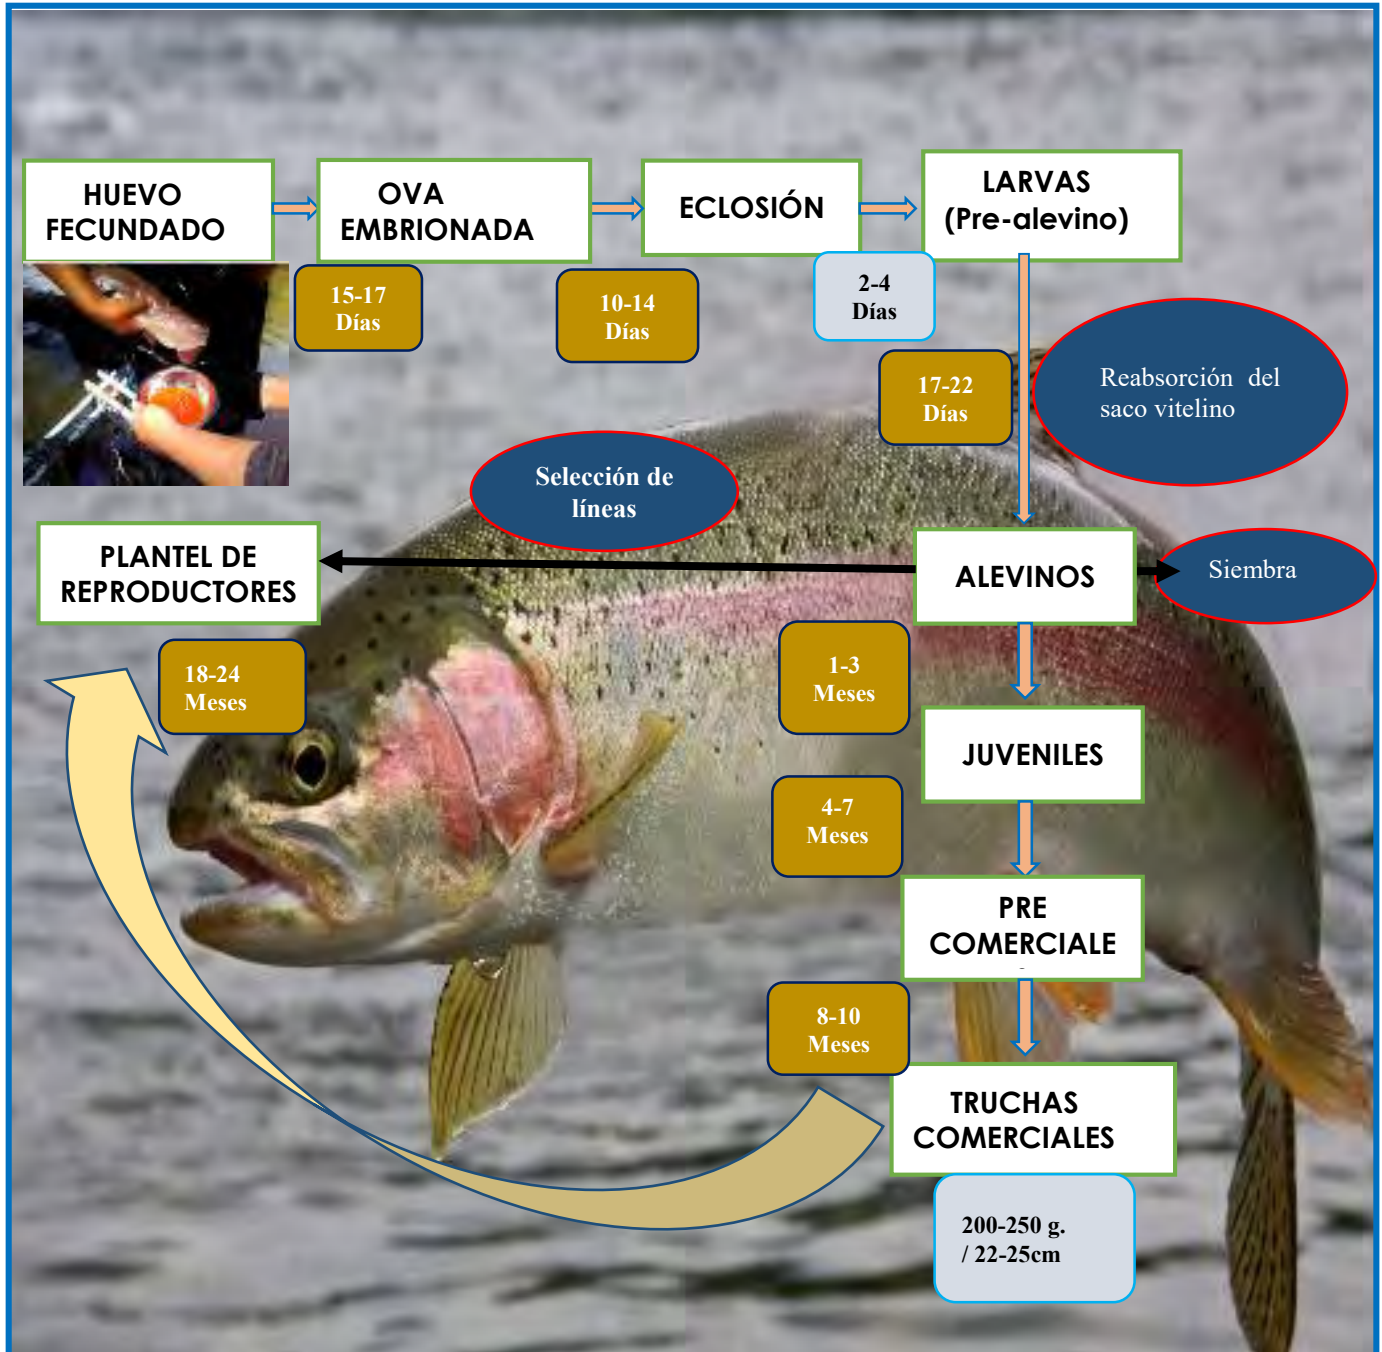 HUEVO
FECUNDADO
OVA
EMBRIONADA
ECLOSIÓN
LARVAS
(Pre-alevino)
15-17
Días
10-14
Días
2-4
Días
17-22
Días
Reabsorción del
saco vitelino
Selección de
líneas
PLANTEL DE
REPRODUCTORES
ALEVINOS
Siembra
18-24
Meses
1-3
Meses
JUVENILES
4-7
Meses
PRE
COMERCIALE
8-10
Meses
TRUCHAS
COMERCIALES
200-250 g.
/ 22-25cm